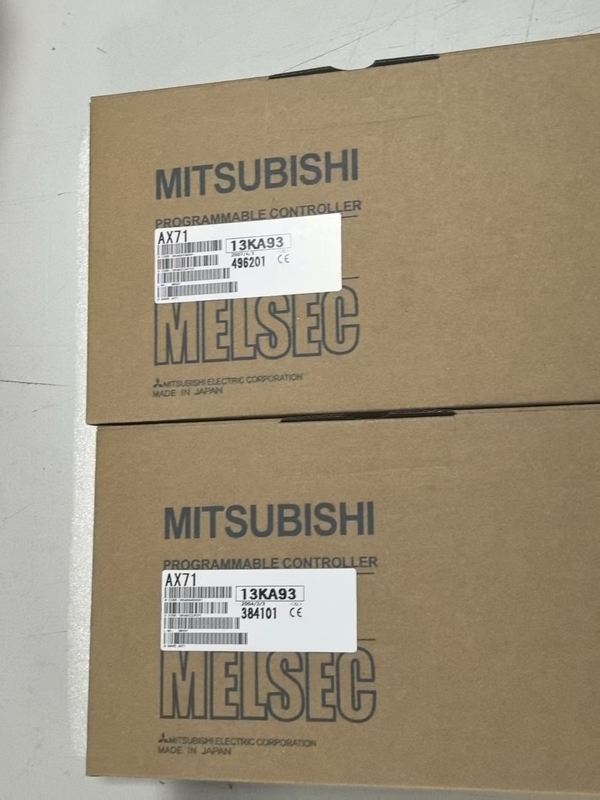 MITSUBISHI
PROGRAMMABLE CONTROLLER
AX71
13KA93
496201 CE
MELSEC
MITSUBISHI ELECTRIC CORPORATION
MADE IN JAPAN
MITSUBISHI
PROGRAMMABLE CONTROLLER
AX71
13KA93
384101 CE
MELSEC
MITSUBISHI ELECTRIC CORPORATION
MADE IN JAPAN